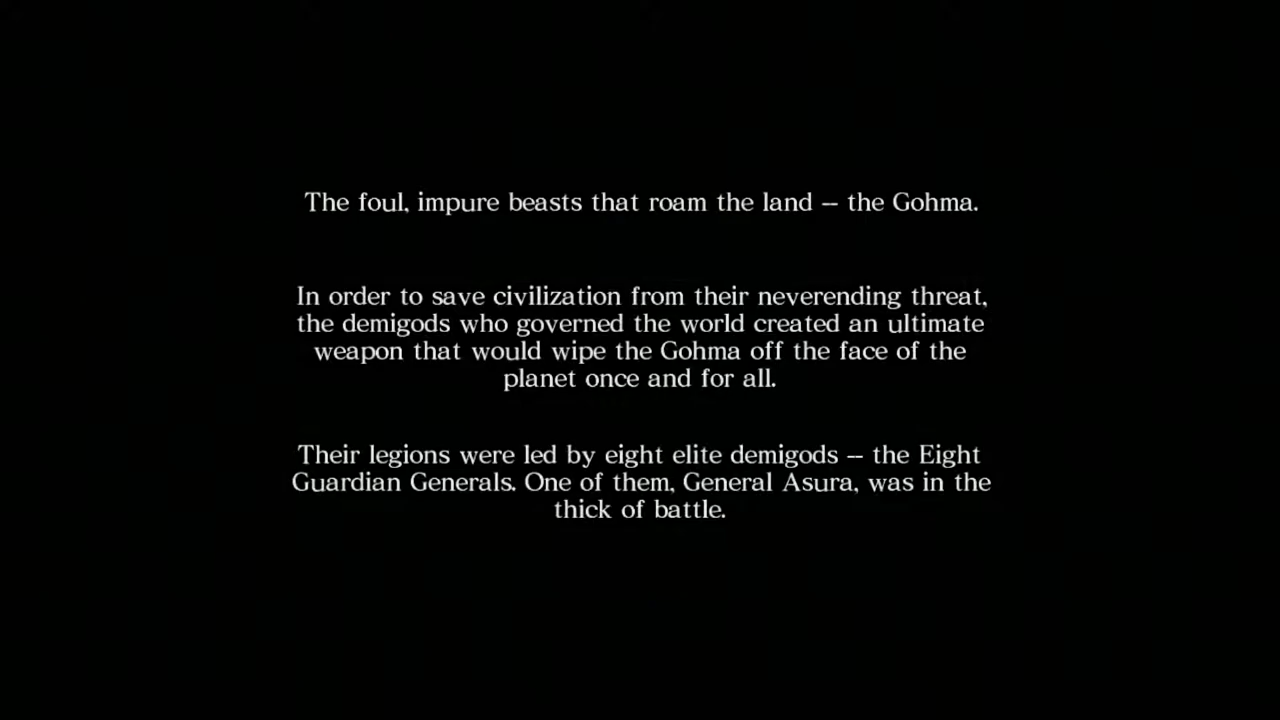 The foul, impure beasts that roam the land -- the Gohma.
In order to save civilization from their neverending threat,
the demigods who governed the world created an ultimate
weapon that would wipe the Gohma off the face of the
planet once and for all.
Their legions were led by eight elite demigods -- the Eight
Guardian Generals. One of them, General Asura, was in the
thick of battle.